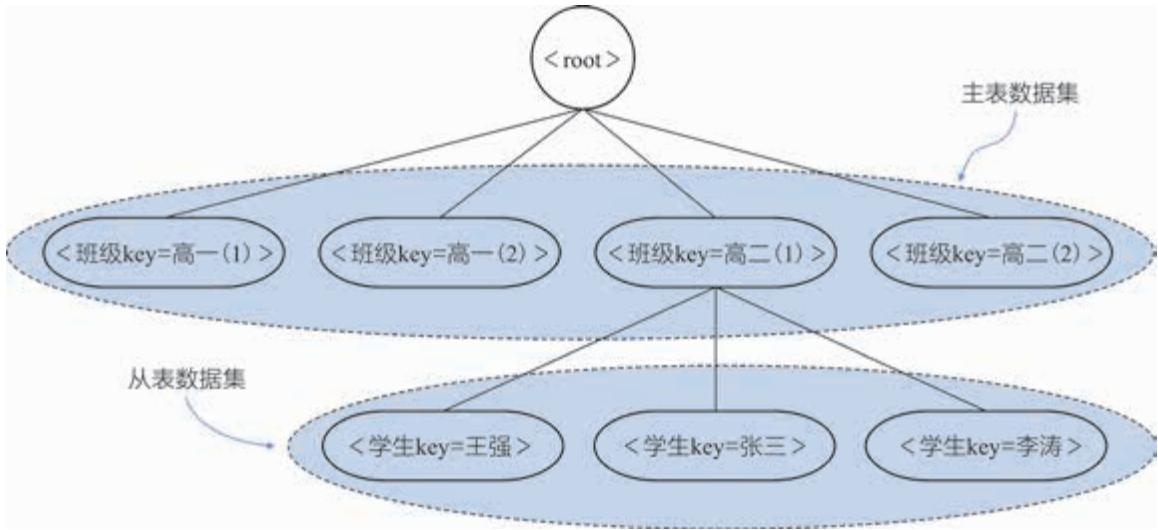 <root>
主表数据集
<班级key=高一(1)>
<班级key=高一(2)>
<班级key=高二(1)>
<班级key=高二(2)>
从表数据集
<学生key=王强>
<学生key=张三>
<学生key=李涛>